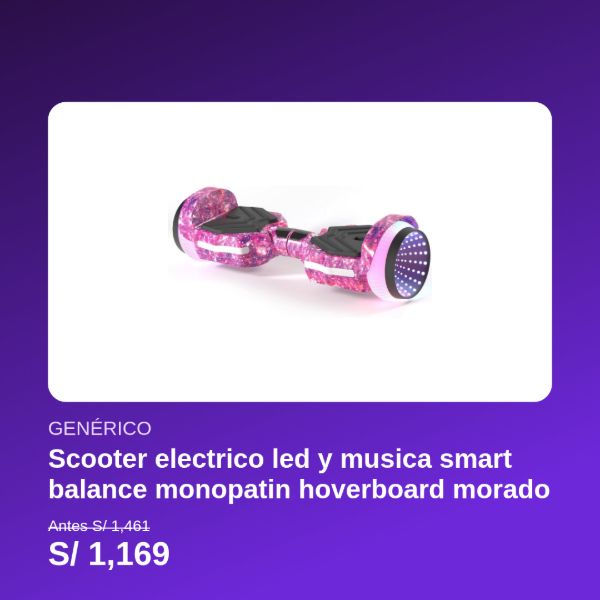 GENÉRICO
Scooter electrico led y musica smart
balance monopatin hoverboard morado
Antes S/ 1,461
S/ 1,169